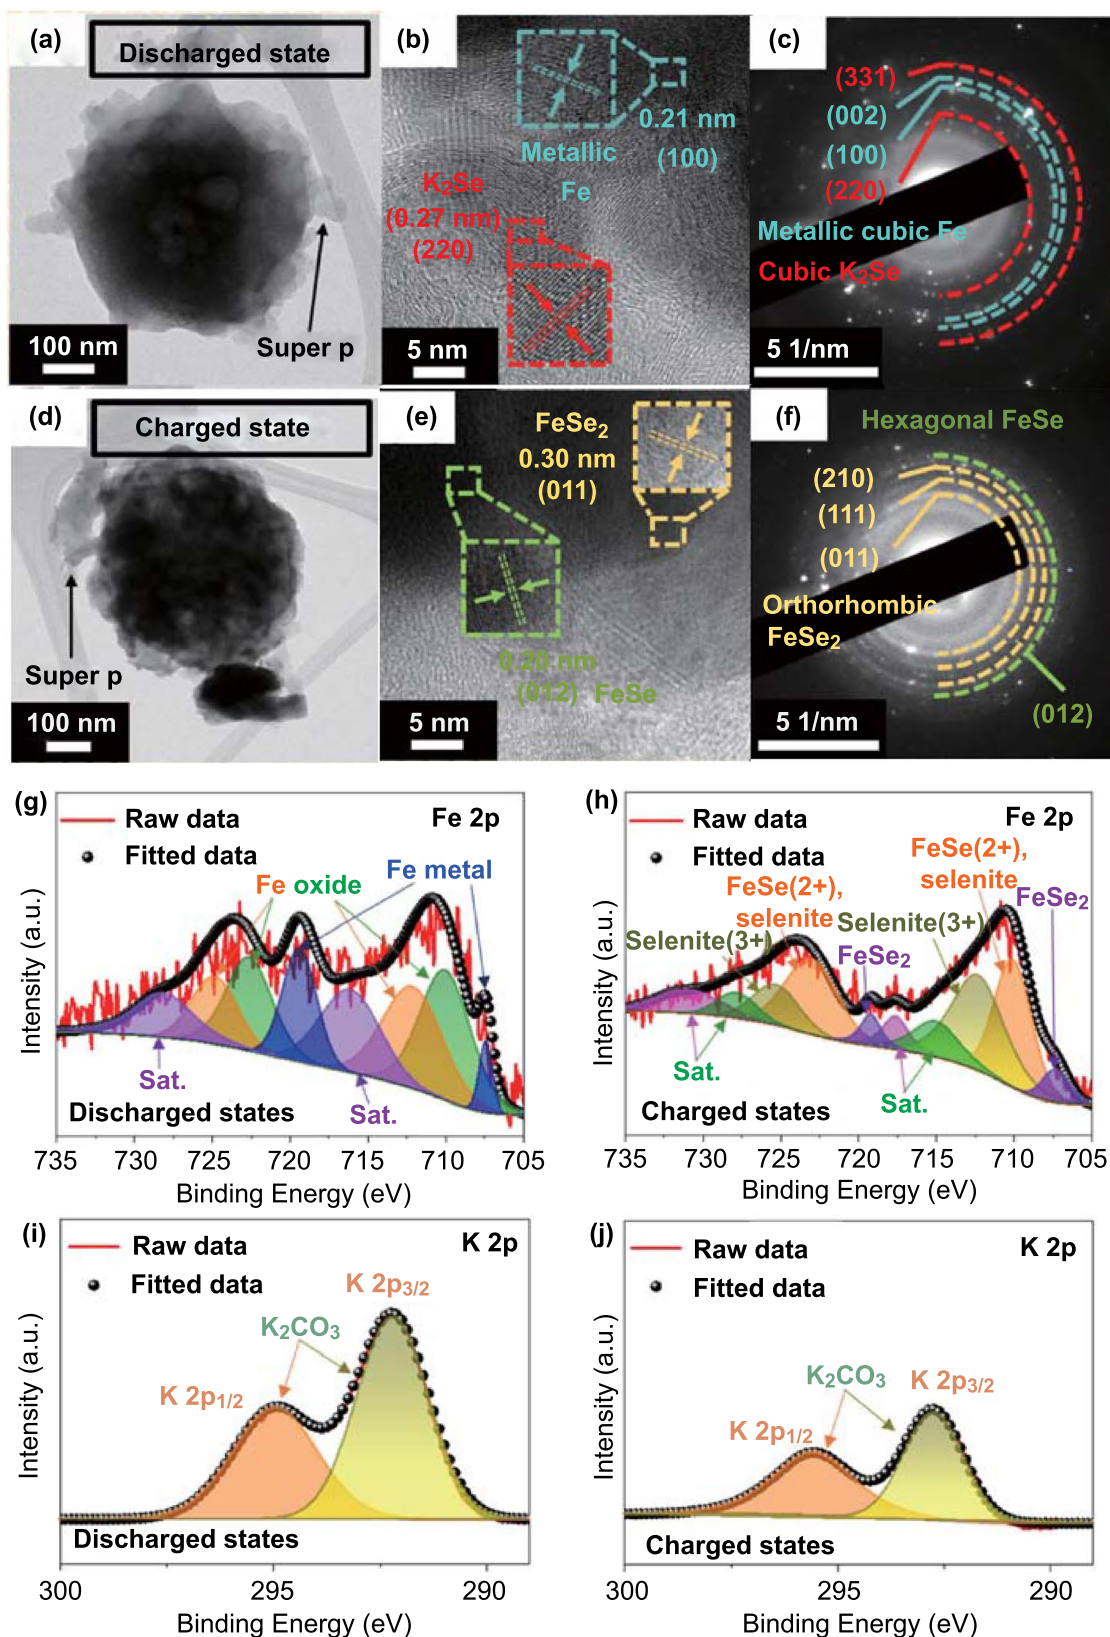 (a)
Discharged state
Super p
100 nm
(b)
0.21 nm
(100)
Metallic
Fe
K2Se
(0.27 nm)
(220)
5 nm
(c)
(331)
(002)
(100)
(220)
Metallic cubic Fe
Cubic K2Se
5 1/nm
(d)
Charged state
Super p
100 nm
(e)
FeSe2
0.30 nm
(011)
0.20 nm
(012) FeSe
5 nm
(f)
Hexagonal FeSe
(210)
(111)
(011)
Orthorhombic
FeSe2
(012)
5 1/nm
(g)
Raw data
Fitted data
Fe 2p
Fe oxide
Fe metal
Sat.
Sat.
Discharged states
Intensity (a.u.)
735 730 725 720 715 710 705
Binding Energy (eV)
(h)
Raw data
Fitted data
Fe 2p
FeSe(2+),
selenite
FeSe(2+),
selenite
Selenite(3+)
Selenite(3+)
FeSe2
FeSe2
Sat.
Sat.
Charged states
Intensity (a.u.)
735 730 725 720 715 710 705
Binding Energy (eV)
(i)
Raw data
Fitted data
K 2p
K 2p3/2
K2CO3
K 2p1/2
Discharged states
Intensity (a.u.)
300 295 290
Binding Energy (eV)
(j)
Raw data
Fitted data
K 2p
K2CO3
K 2p3/2
K 2p1/2
Charged states
Intensity (a.u.)
300 295 290
Binding Energy (eV)